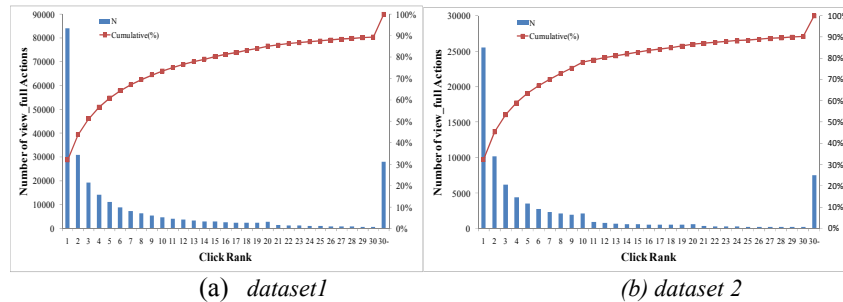 90000 100%
80000 90%
70000 80%
60000 70%
50000 60%
40000 50%
30000 40%
20000 30%
10000 20%
0 10%
0%
Number of view_full Actions
N
Cumulative(%)
1 2 3 4 5 6 7 8 9 10 11 12 13 14 15 16 17 18 19 20 21 22 23 24 25 26 27 28 29 30 30-
Click Rank
(a) dataset1
30000 100%
25000 90%
20000 80%
15000 70%
10000 60%
5000 50%
0 40%
30%
20%
10%
0%
Number of view_full Actions
N
Cumulative(%)
1 2 3 4 5 6 7 8 9 10 11 12 13 14 15 16 17 18 19 20 21 22 23 24 25 26 27 28 29 30 30-
Click Rank
(b) dataset 2